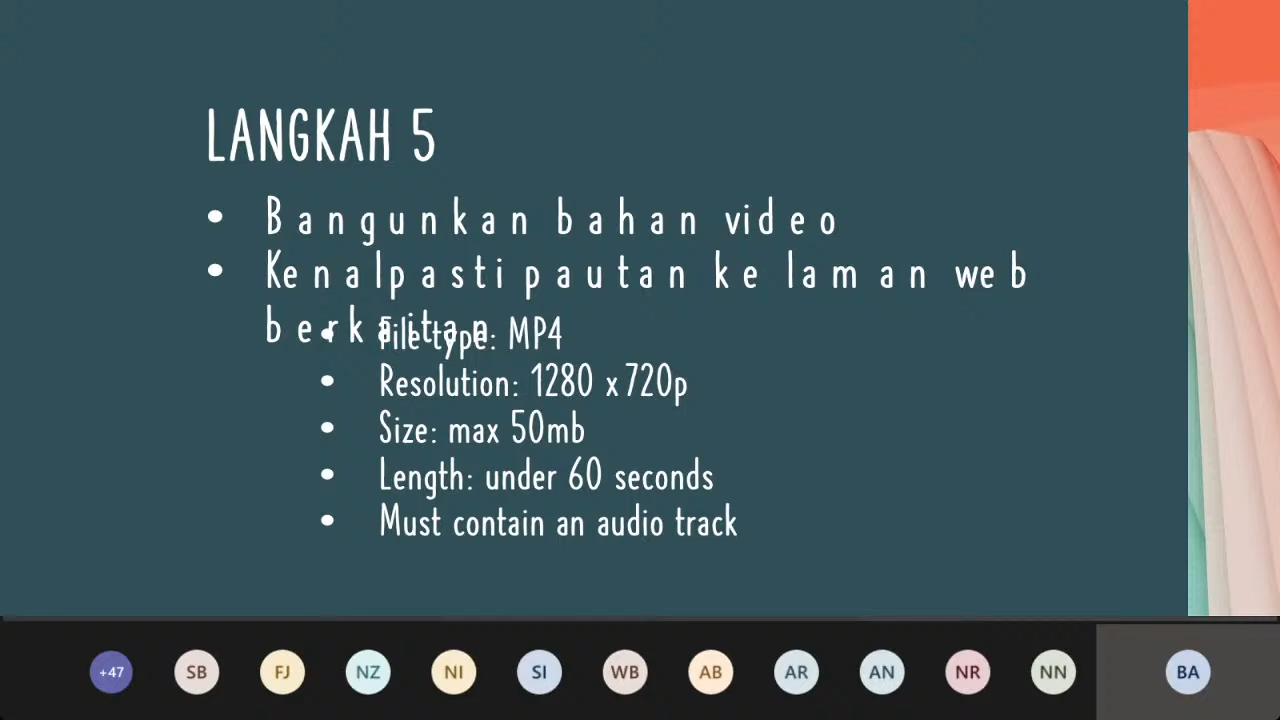 LANGKAH 5
• Bangunkan bahan video
• Kenalpasti pautan ke laman web
berkaitan
• File type: MP4
• Resolution: 1280 x 720p
• Size: max 50mb
• Length: under 60 seconds
• Must contain an audio track
+47 SB FJ NZ NI SI WB AB AR AN NR NN BA